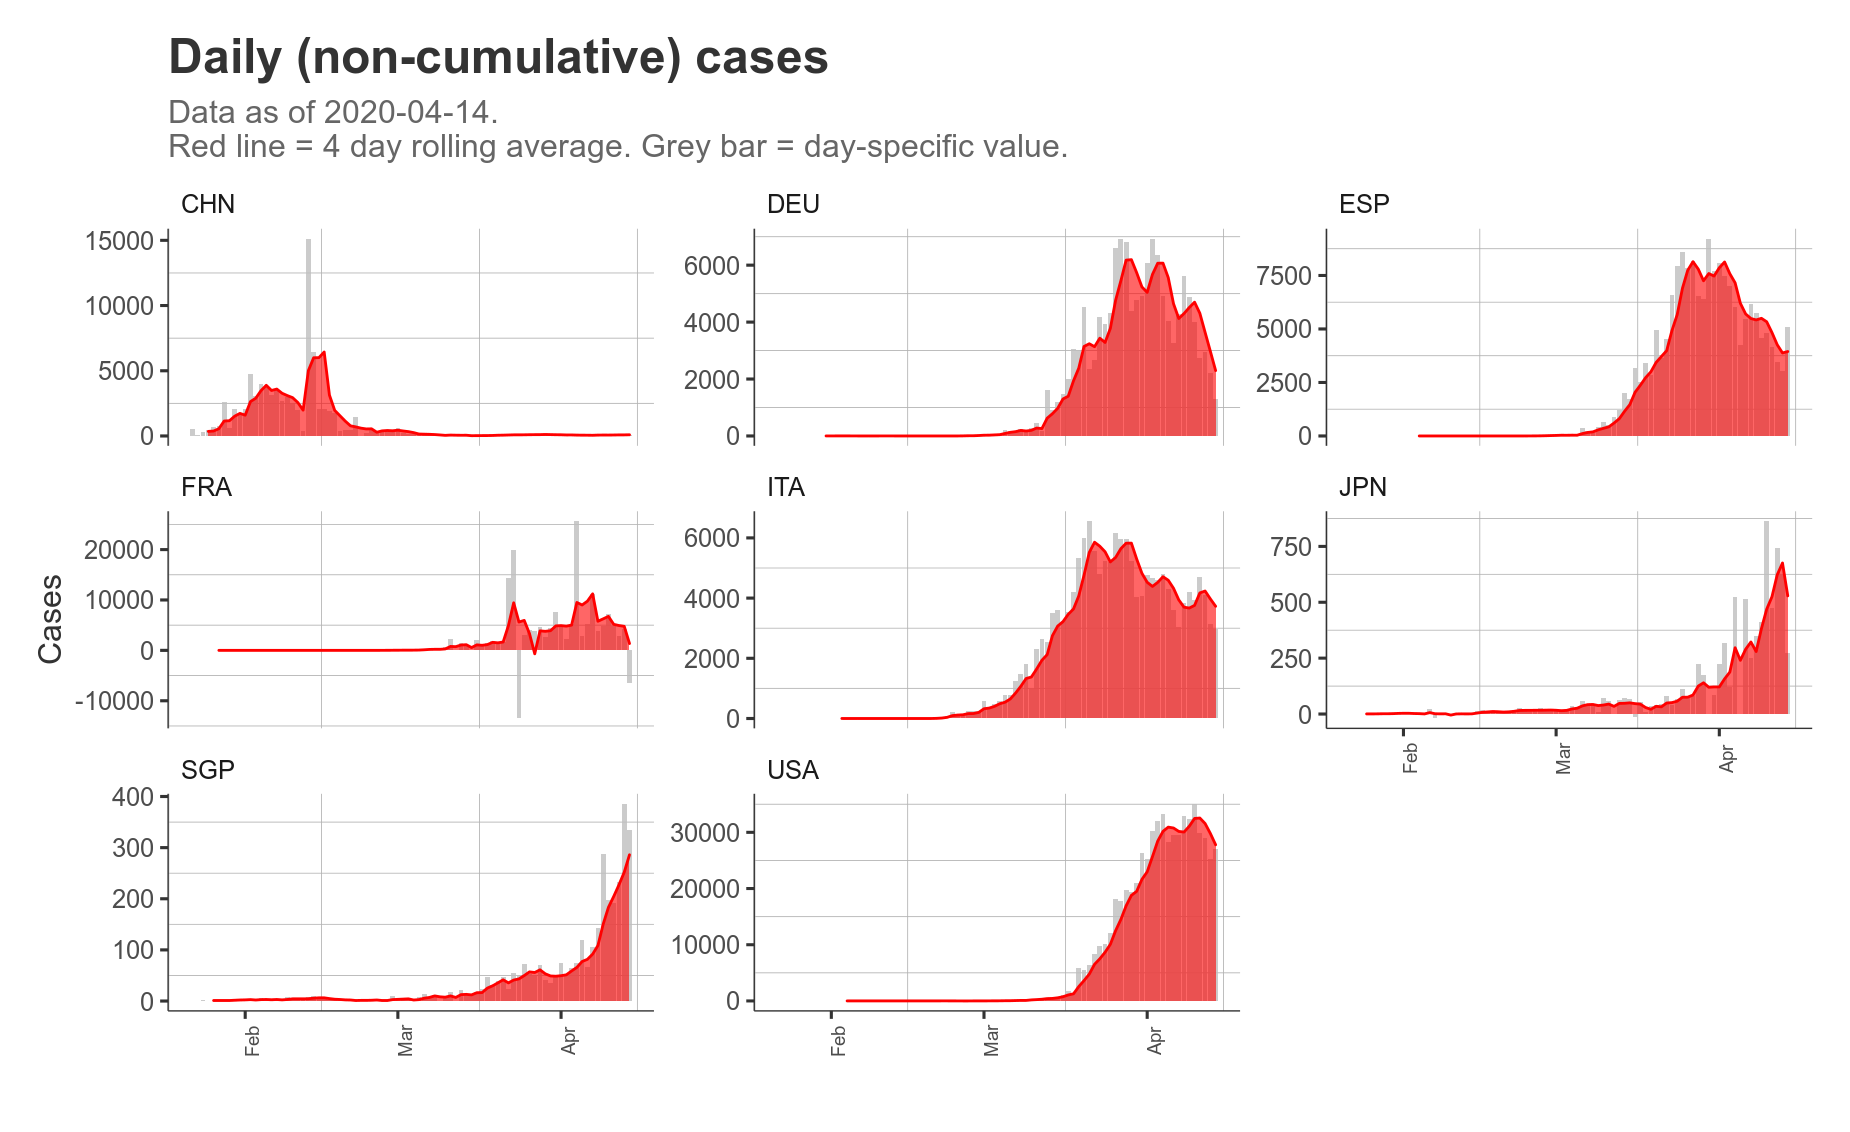 Daily (non-cumulative) cases
Data as of 2020-04-14.
Red line = 4 day rolling average. Grey bar = day-specific value.
Cases
CHN
15000
10000
5000
0
DEU
6000
4000
2000
0
ESP
7500
5000
2500
0
FRA
20000
10000
0
-10000
ITA
6000
4000
2000
0
JPN
750
500
250
0
Feb
Mar
Apr
SGP
400
300
200
100
0
Feb
Mar
Apr
USA
30000
20000
10000
0
Feb
Mar
Apr